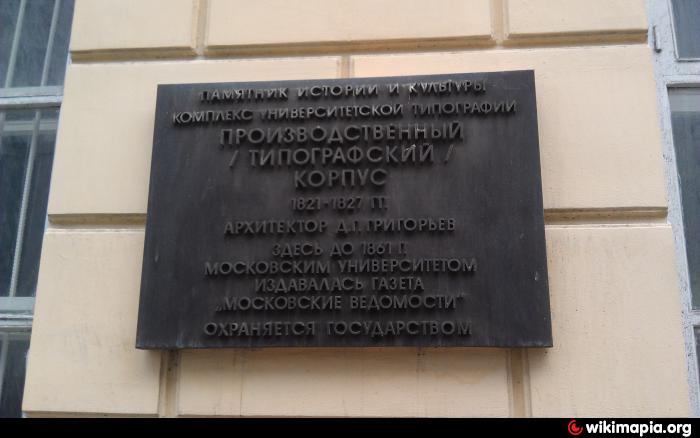 ПАМЯТНИК ИСТОРИИ И КУЛЬТУРЫ
КОМПЛЕКС УНИВЕРСИТЕТСКОЙ ТИПОГРАФИИ
ПРОИЗВОДСТВЕННЫЙ
/ ТИПОГРАФСКИЙ /
КОРПУС
1821-1827 ГГ.
АРХИТЕКТОР Д.Г. ГРИГОРЬЕВ
ЗДЕСЬ ДО 1861 Г.
МОСКОВСКИМ УНИВЕРСИТЕТОМ
ИЗДАВАЛАСЬ ГАЗЕТА
„МОСКОВСКИЕ ВЕДОМОСТИ"
ОХРАНЯЕТСЯ ГОСУДАРСТВОМ
wikimapia.org